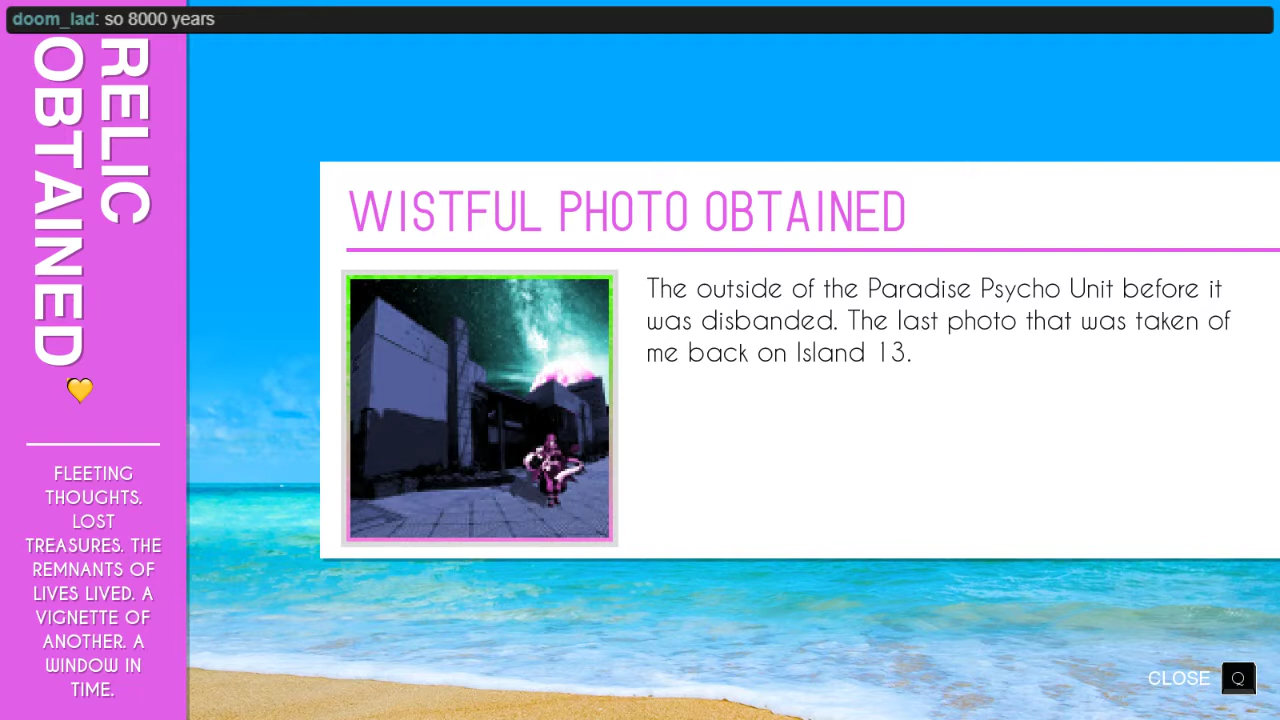 doom_lad: so 8000 years
RELIC
OBTAINED
FLEETING
THOUGHTS.
LOST
TREASURES. THE
REMNANTS OF
LIVES LIVED. A
VIGNETTE OF
ANOTHER. A
WINDOW IN
TIME.
WISTFUL PHOTO OBTAINED
The outside of the Paradise Psycho Unit before it
was disbanded. The last photo that was taken of
me back on Island 13.
CLOSE Q